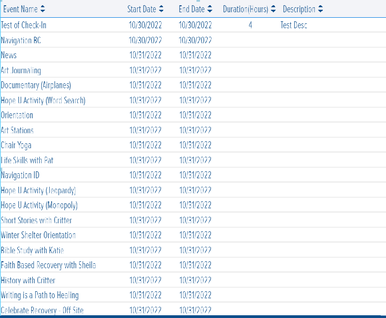 Event Name Start Date End Date Duration(Hours) Description
Test of Check-In 10/30/2022 10/30/2022 4 Test Desc
Navigation RC 10/30/2022 10/30/2022
News 10/31/2022 10/31/2022
Art Journaling 10/31/2022 10/31/2022
Documentary (Airplanes) 10/31/2022 10/31/2022
Hope U Activity (Word Search) 10/31/2022 10/31/2022
Orientation 10/31/2022 10/31/2022
Art Stations 10/31/2022 10/31/2022
Chair Yoga 10/31/2022 10/31/2022
Life Skills with Pat 10/31/2022 10/31/2022
Navigation ID 10/31/2022 10/31/2022
Hope U Activity (Jeopardy) 10/31/2022 10/31/2022
Hope U Activity (Monopoly) 10/31/2022 10/31/2022
Short Stories with Critter 10/31/2022 10/31/2022
Winter Shelter Orientation 10/31/2022 10/31/2022
Bible Study with Katie 10/31/2022 10/31/2022
Faith Based Recovery with Sheila 10/31/2022 10/31/2022
History with Critter 10/31/2022 10/31/2022
Writing is a Path to Healing 10/31/2022 10/31/2022
Celebrate Recovery - Off Site 10/31/2022 10/31/2022